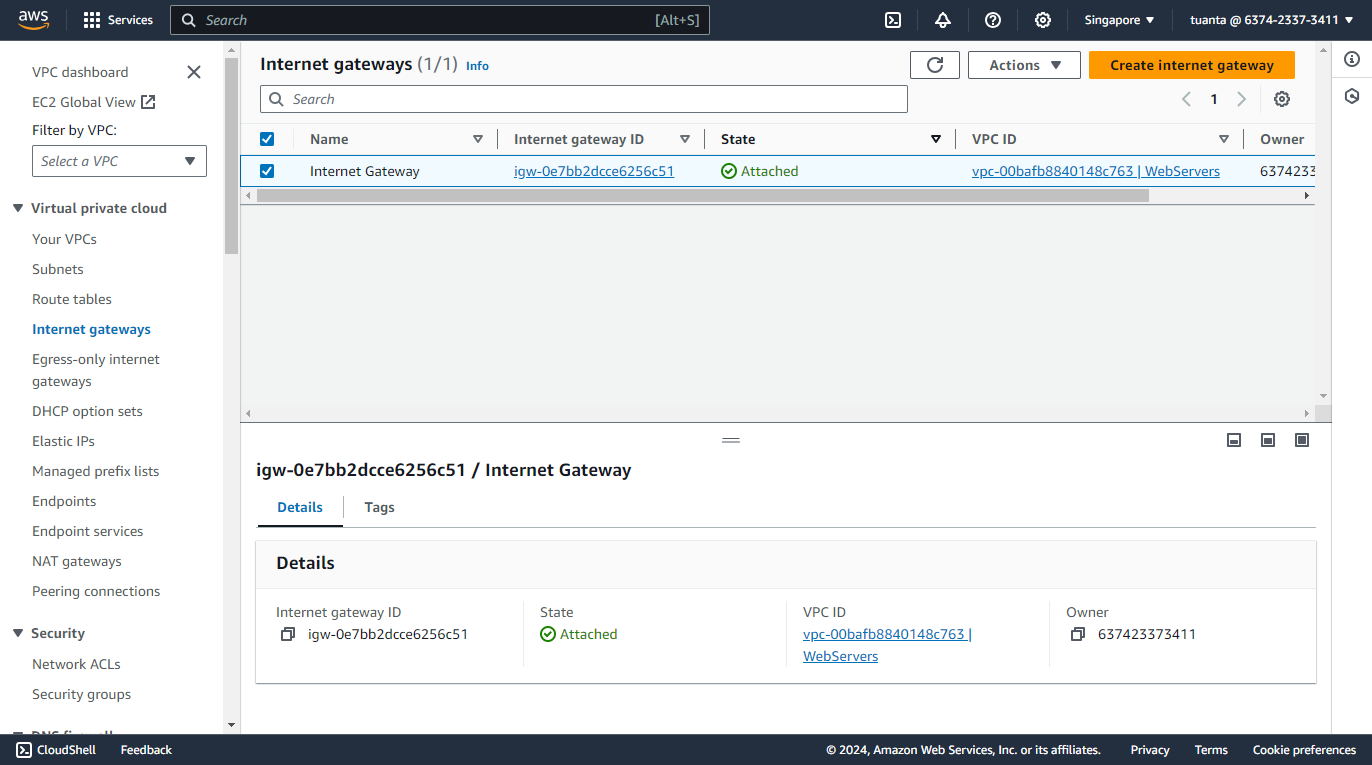 aws
Services
Search
[Alt+S]
Singapore
tuanta @ 6374-2337-3411
VPC dashboard
EC2 Global View
Filter by VPC:
Select a VPC
Virtual private cloud
Your VPCs
Subnets
Route tables
Internet gateways
Egress-only internet
gateways
DHCP option sets
Elastic IPs
Managed prefix lists
Endpoints
Endpoint services
NAT gateways
Peering connections
Security
Network ACLs
Security groups
Internet gateways (1/1) Info
Actions
Create internet gateway
Search
1
Name Internet gateway ID State VPC ID Owner
Internet Gateway igw-0e7bb2dcce6256c51 Attached vpc-00bafb8840148c763 | WebServers 6374233
igw-0e7bb2dcce6256c51 / Internet Gateway
Details Tags
Details
Internet gateway ID
igw-0e7bb2dcce6256c51
State
Attached
VPC ID
vpc-00bafb8840148c763 |
WebServers
Owner
637423373411
CloudShell Feedback © 2024, Amazon Web Services, Inc. or its affiliates. Privacy Terms Cookie preferences